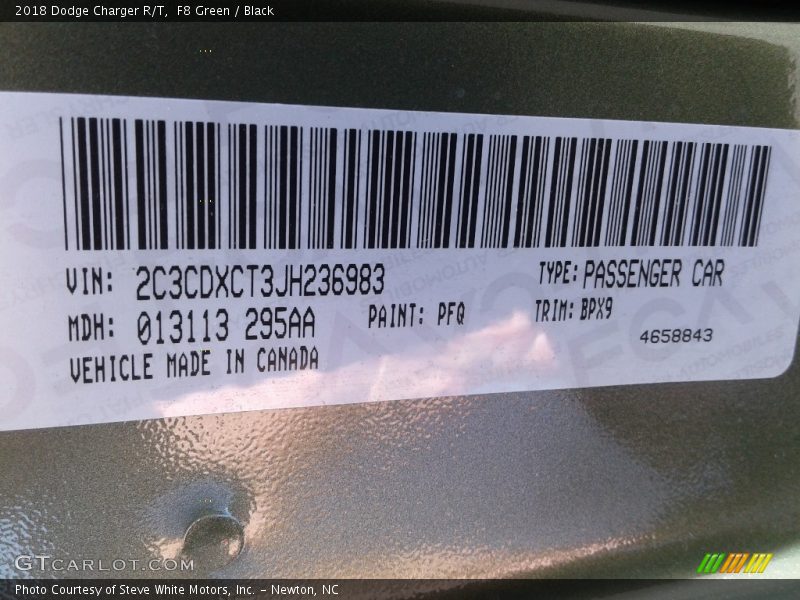 2018 Dodge Charger R/T,  F8 Green / Black
VIN: 2C3CDXCT3JH236983 TYPE: PASSENGER CAR
MDH: 013113 295AA PAINT: PFQ TRIM: BPX9
VEHICLE MADE IN CANADA 4658843
GTCARLOT.COM
Photo Courtesy of Steve White Motors, Inc. – Newton, NC